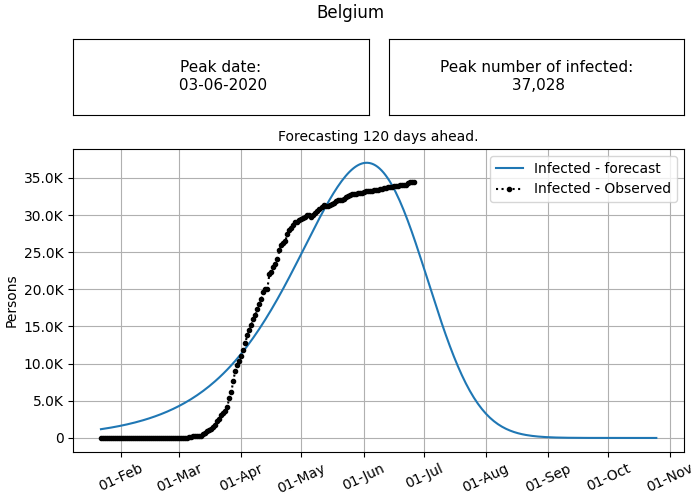 Belgium
Peak date:
03-06-2020
Peak number of infected:
37,028
Forecasting 120 days ahead.
Infected - forecast
Infected - Observed
Persons
35.0K
30.0K
25.0K
20.0K
15.0K
10.0K
5.0K
0
01-Feb
01-Mar
01-Apr
01-May
01-Jun
01-Jul
01-Aug
01-Sep
01-Oct
01-Nov